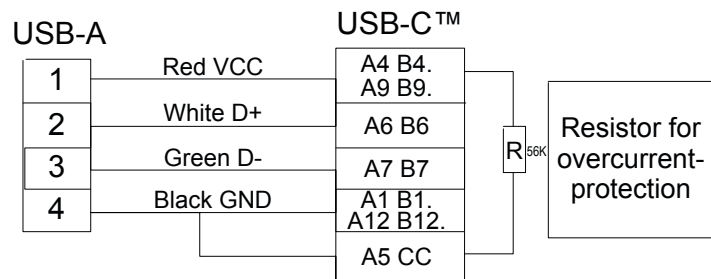 USB-A
USB-C™
1
Red VCC
A4 B4.
A9 B9.
2
White D+
A6 B6
3
Green D-
A7 B7
4
Black GND
A1 B1.
A12 B12.
A5 CC
R 56K
Resistor for
overcurrent-
protection